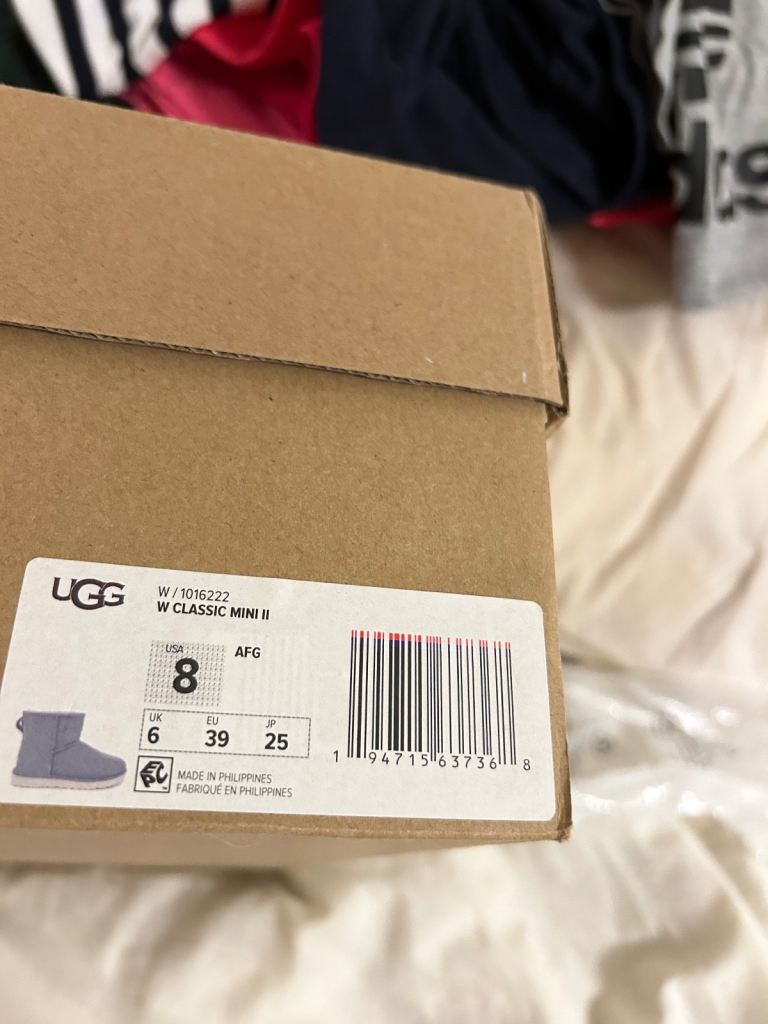 UGG
W / 1016222
W CLASSIC MINI II
USA
8
AFG
UK EU JP
6 39 25
MADE IN PHILIPPINES
FABRIQUÉ EN PHILIPPINES
1 94715 63736 8